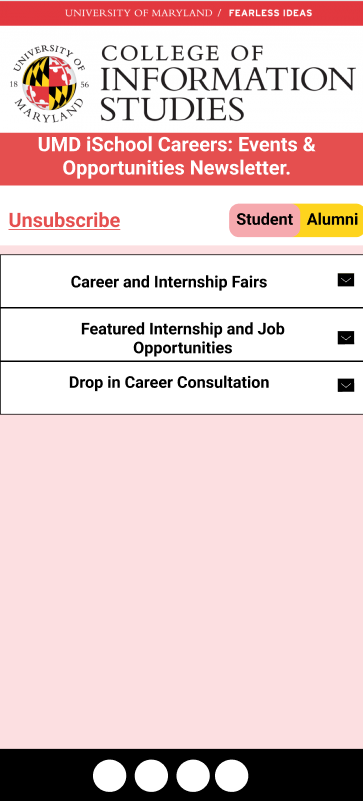 UNIVERSITY OF MARYLAND / FEARLESS IDEAS
UNIVERSITY OF
18 56
MARYLAND
COLLEGE OF
INFORMATION
STUDIES
UMD iSchool Careers: Events &
Opportunities Newsletter.
Unsubscribe
Student Alumni
Career and Internship Fairs
Featured Internship and Job
Opportunities
Drop in Career Consultation